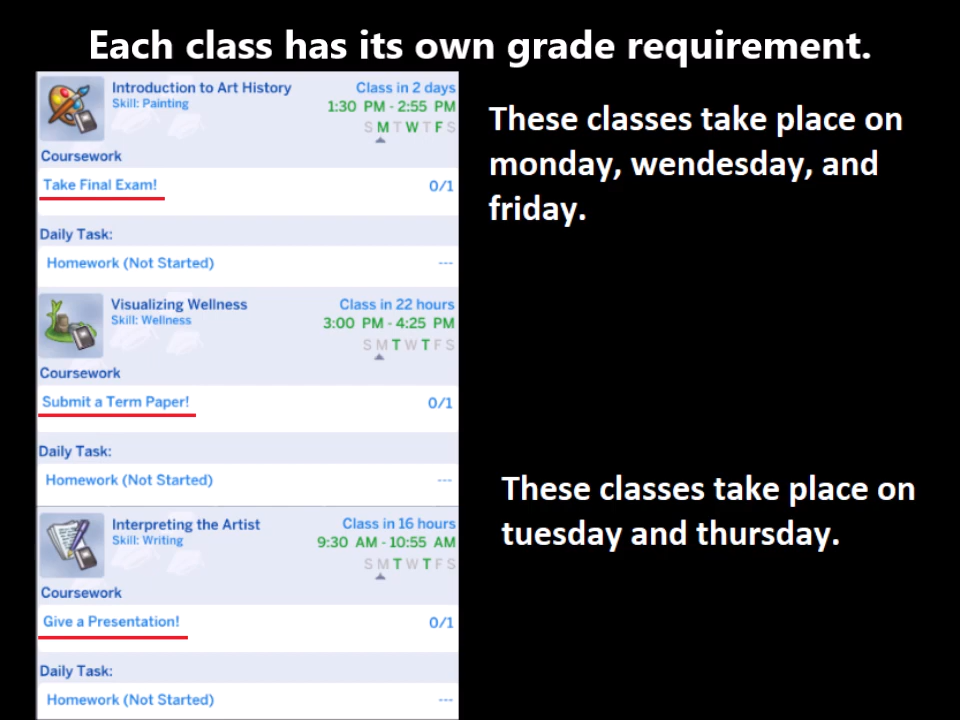 Each class has its own grade requirement.
Introduction to Art History
Class in 2 days
Skill: Painting
1:30 PM - 2:55 PM
S M T W T F S
Coursework
Take Final Exam! 0/1
Daily Task:
Homework (Not Started) ---
These classes take place on
monday, wendesday, and
friday.
Visualizing Wellness
Class in 22 hours
Skill: Wellness
3:00 PM - 4:25 PM
S M T W T F S
Coursework
Submit a Term Paper! 0/1
Daily Task:
Homework (Not Started) ---
These classes take place on
tuesday and thursday.
Interpreting the Artist
Class in 16 hours
Skill: Writing
9:30 AM - 10:55 AM
S M T W T F S
Coursework
Give a Presentation! 0/1
Daily Task:
Homework (Not Started) ---